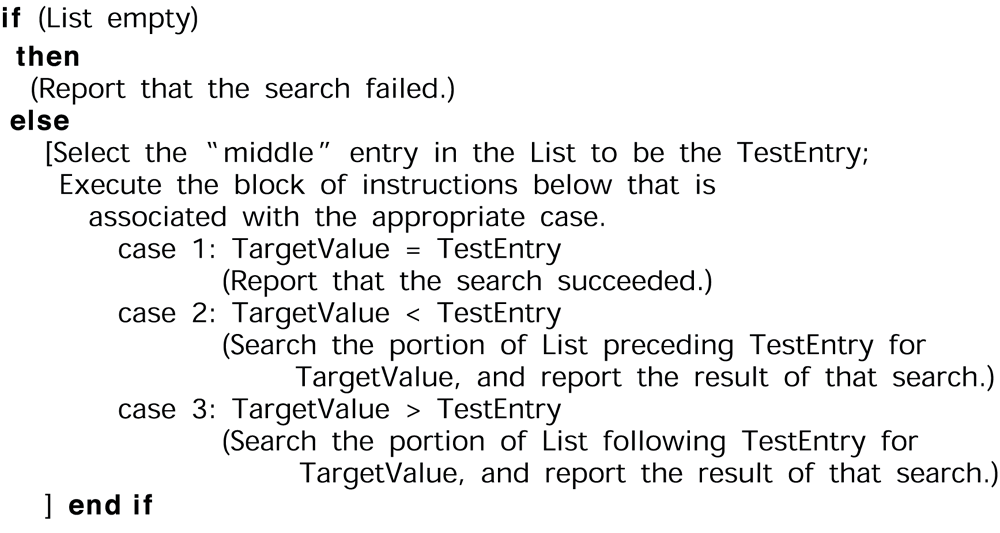 if (List empty)
then
(Report that the search failed.)
else
[Select the “middle” entry in the List to be the TestEntry;
Execute the block of instructions below that is
associated with the appropriate case.
case 1: TargetValue = TestEntry
(Report that the search succeeded.)
case 2: TargetValue < TestEntry
(Search the portion of List preceding TestEntry for
TargetValue, and report the result of that search.)
case 3: TargetValue > TestEntry
(Search the portion of List following TestEntry for
TargetValue, and report the result of that search.)
] end if